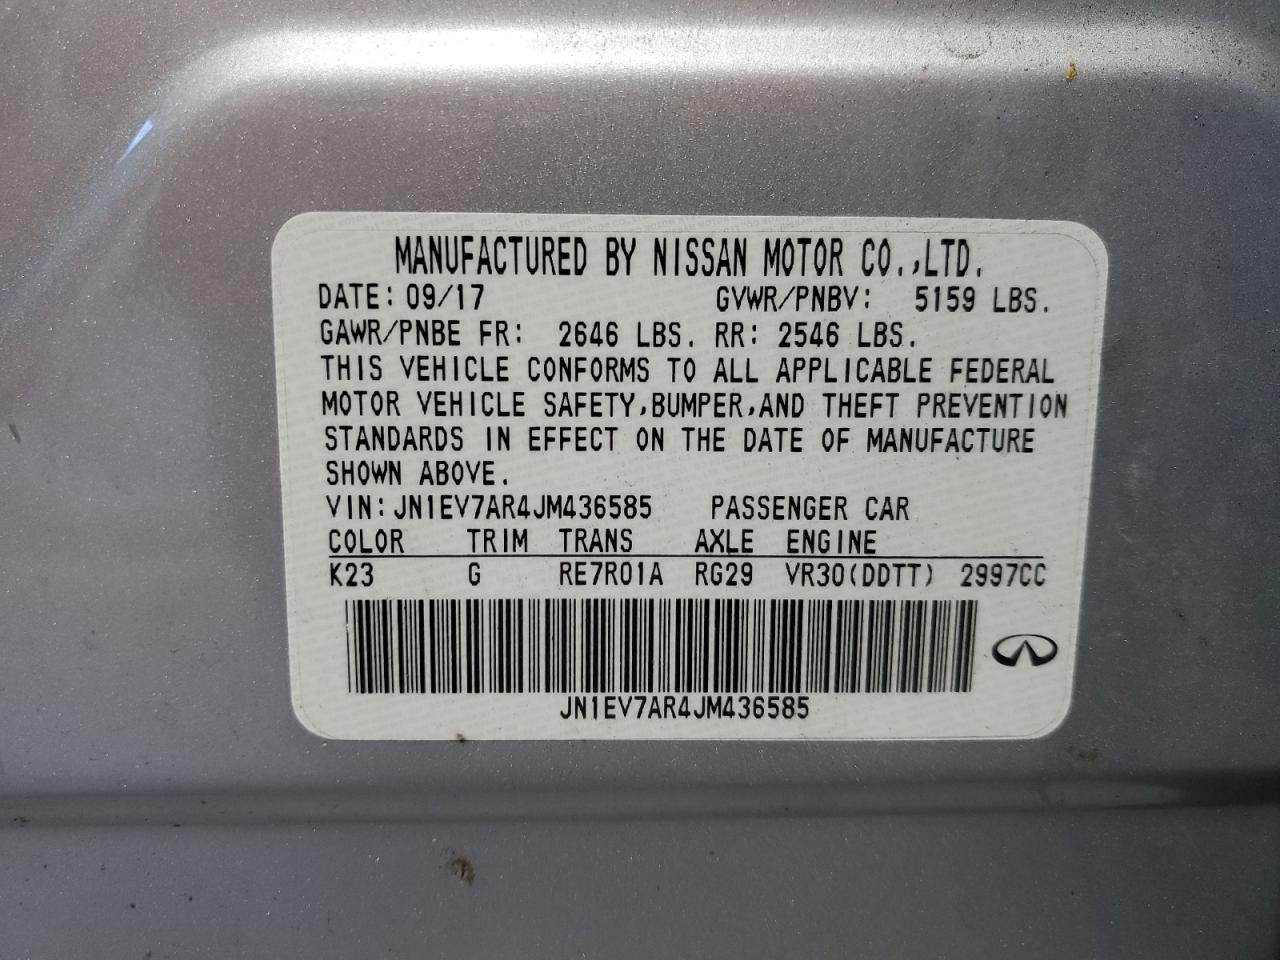 MANUFACTURED BY NISSAN MOTOR CO.,LTD.
DATE: 09/17 GVWR/PNBV: 5159 LBS.
GAWR/PNBE FR: 2646 LBS. RR: 2546 LBS.
THIS VEHICLE CONFORMS TO ALL APPLICABLE FEDERAL
MOTOR VEHICLE SAFETY,BUMPER,AND THEFT PREVENTION
STANDARDS IN EFFECT ON THE DATE OF MANUFACTURE
SHOWN ABOVE.
VIN: JN1EV7AR4JM436585 PASSENGER CAR
COLOR TRIM TRANS AXLE ENGINE
K23 G RE7R01A RG29 VR30(DDTT) 2997CC
JN1EV7AR4JM436585